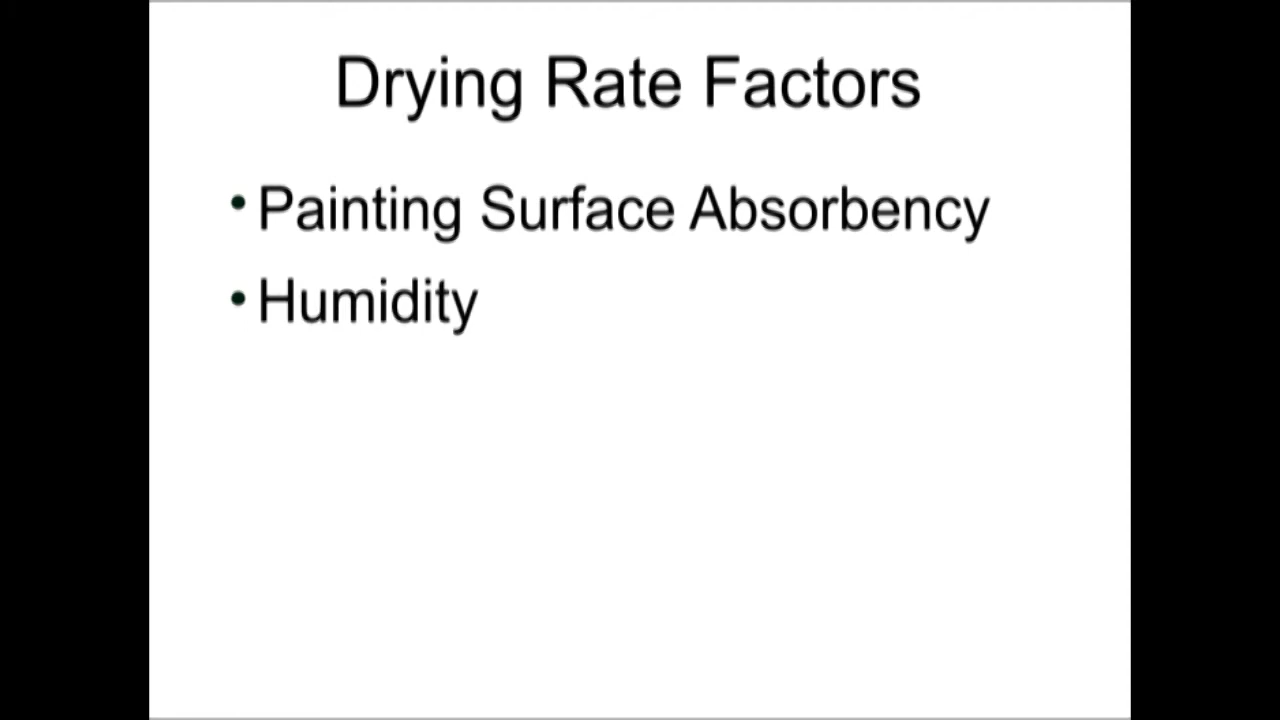 Drying Rate Factors
• Painting Surface Absorbency
• Humidity